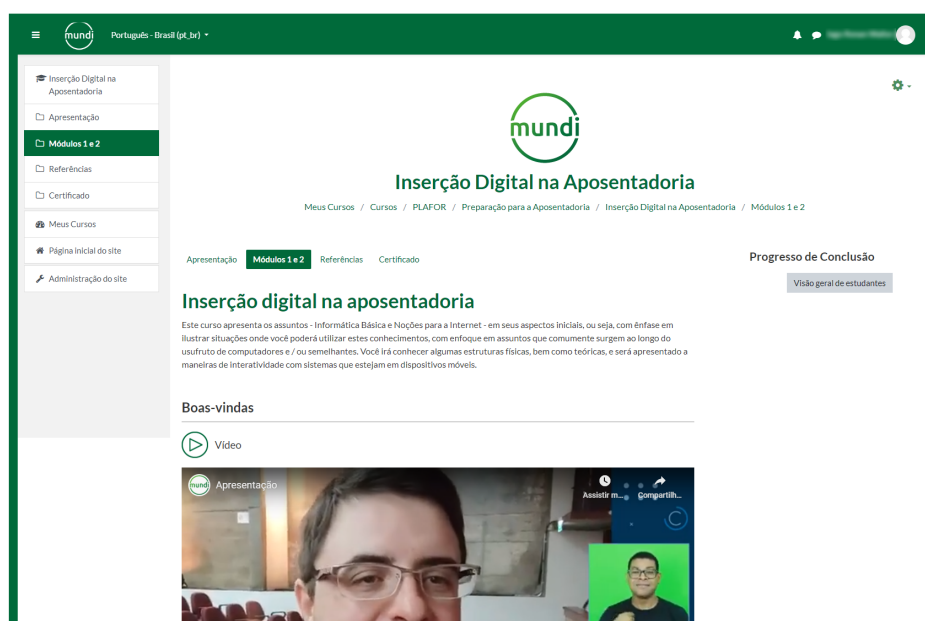 mundi
Português - Brasil (pt_br)
Inserção Digital na
Aposentadoria
Apresentação
Módulos 1 e 2
Referências
Certificado
Meus Cursos
Página inicial do site
Administração do site
mundi
Inserção Digital na Aposentadoria
Meus Cursos / Cursos / PLAFOR / Preparação para a Aposentadoria / Inserção Digital na Aposentadoria / Módulos 1 e 2
Apresentação Módulos 1 e 2 Referências Certificado
Progresso de Conclusão
Visão geral de estudantes
Inserção digital na aposentadoria
Este curso apresenta os assuntos - Informática Básica e Noções para a Internet - em seus aspectos iniciais, ou seja, com ênfase em
ilustrar situações onde você poderá utilizar estes conhecimentos, com enfoque em assuntos que comumente surgem ao longo do
usufruto de computadores e / ou semelhantes. Você irá conhecer algumas estruturas físicas, bem como teóricas, e será apresentado a
maneiras de interatividade com sistemas que estejam em dispositivos móveis.
Boas-vindas
Vídeo
mundi Apresentação
Assistir m... Compartilh...